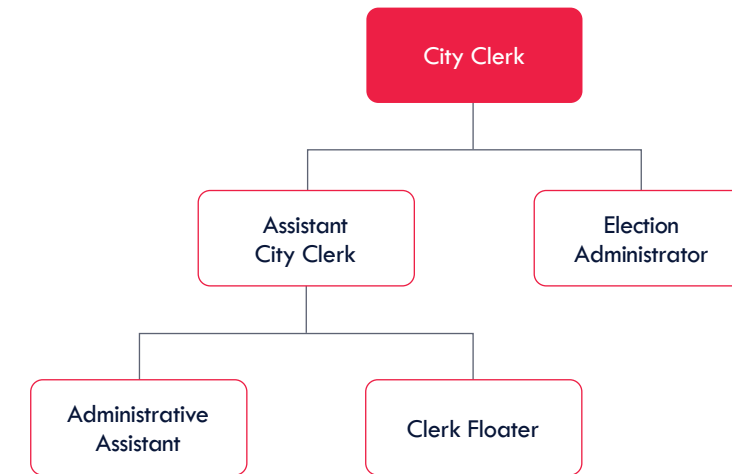 City Clerk
Assistant
City Clerk
Election
Administrator
Administrative
Assistant
Clerk Floater